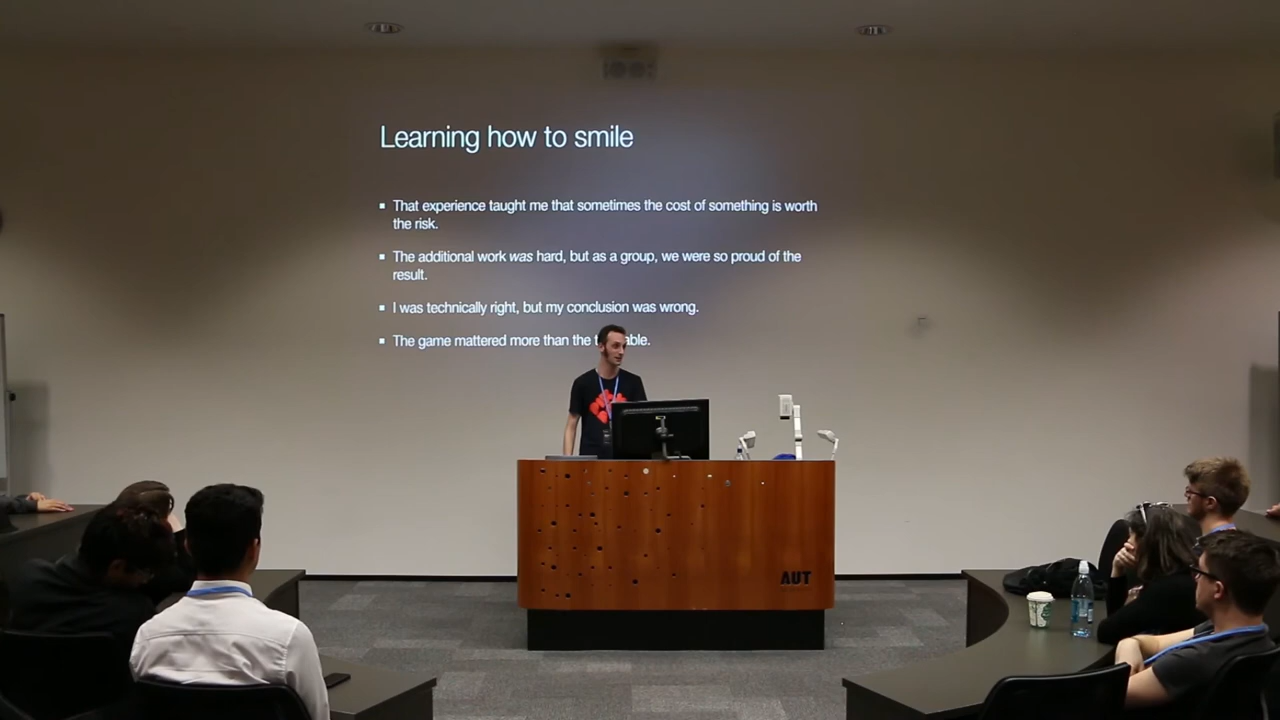 Learning how to smile
▪ That experience taught me that sometimes the cost of something is worth
the risk.
▪ The additional work was hard, but as a group, we were so proud of the
result.
▪ I was technically right, but my conclusion was wrong.
▪ The game mattered more than the
AUT